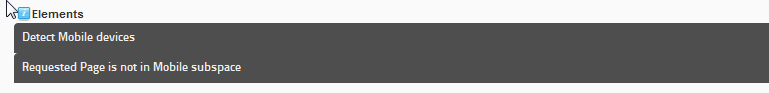 Elements
Detect Mobile devices
Requested Page is not in Mobile subspace